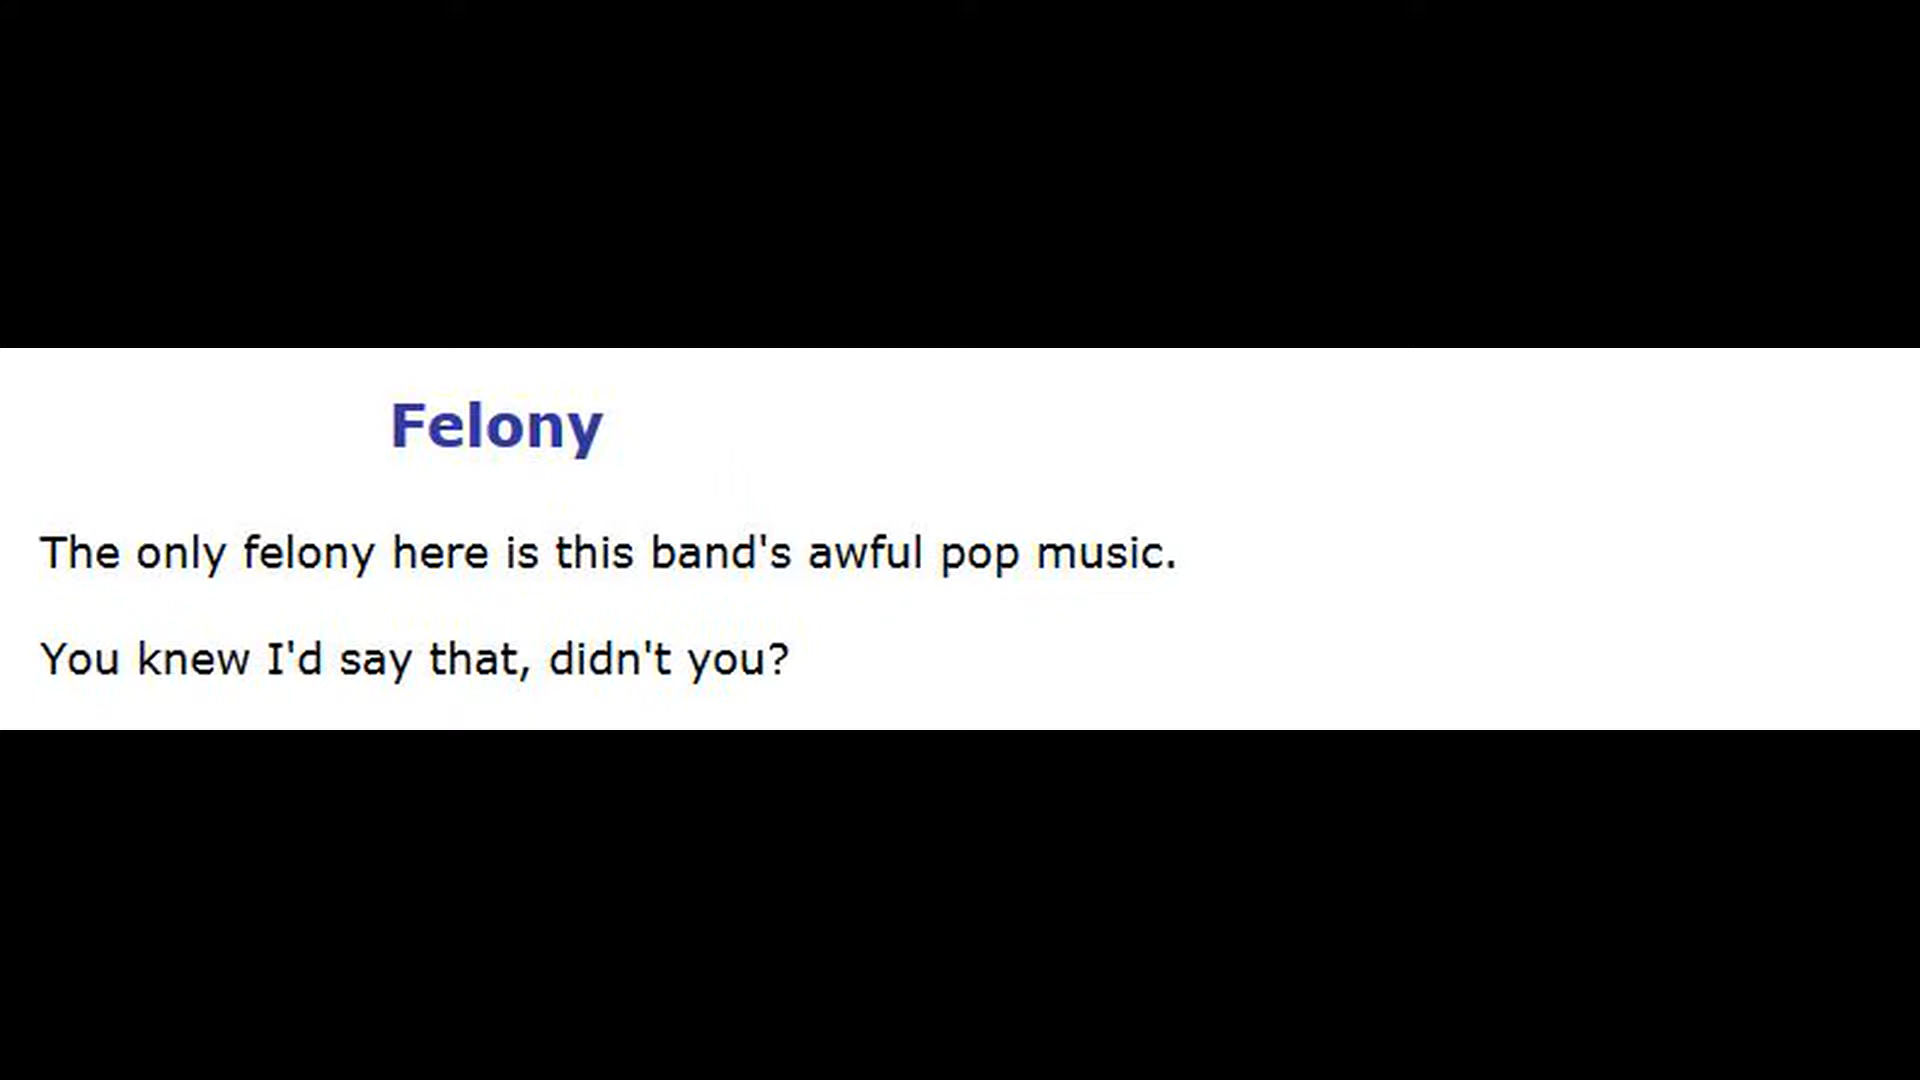 Felony
The only felony here is this band's awful pop music.
You knew I'd say that, didn't you?